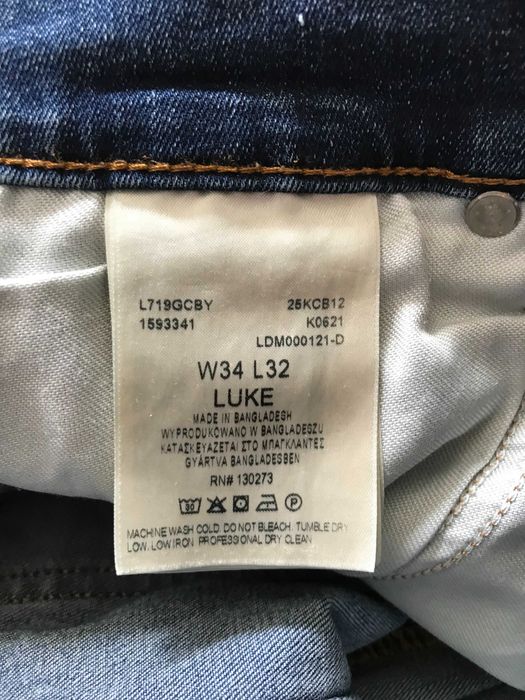 L719GCBY 25KCB12
1593341 K0621
LDM000121-D
W34 L32
LUKE
MADE IN BANGLADESH
WYPRODUKOWANO W BANGLADESZU
ΚΑΤΑΣΚΕΥΑΖΕΤΑΙ ΣΤΟ ΜΠΑΓΚΛΑΝΤΕΣ
GYÁRTVA BANGLADESBEN
RN# 130273
30 P
MACHINE WASH COLD. DO NOT BLEACH. TUMBLE DRY
LOW. LOW IRON PROFESSIONAL DRY CLEAN